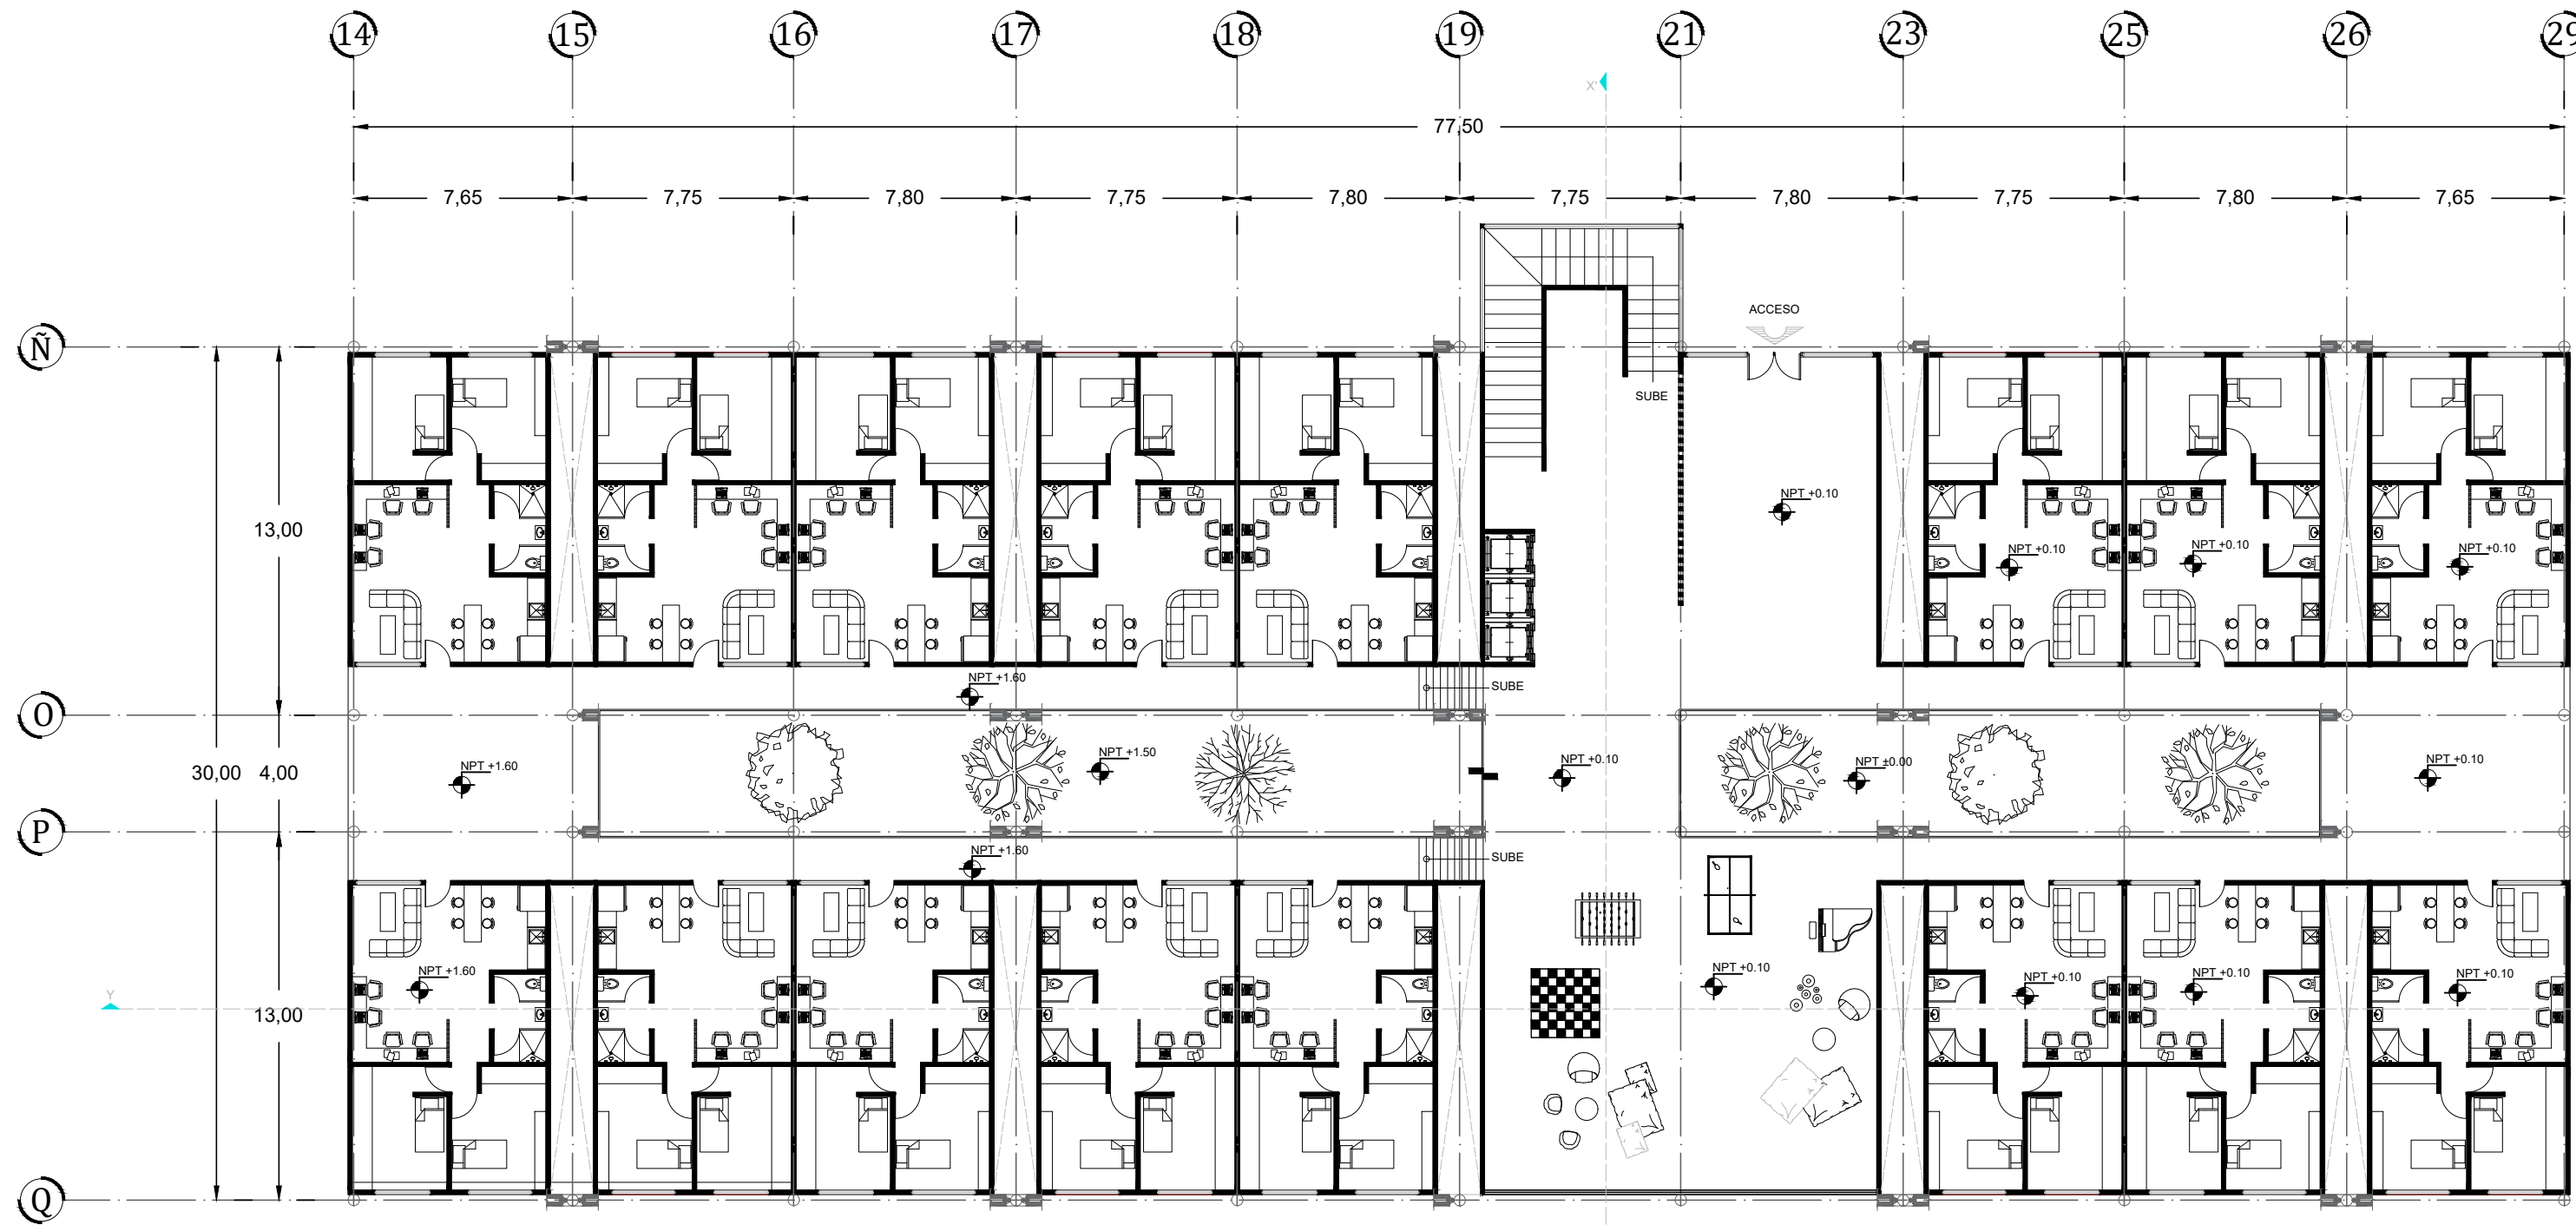 14 15 16 17 18 19 21 23 25 26 29
X'
77,50
7,65 7,75 7,80 7,75 7,80 7,75 7,80 7,75 7,80 7,65
ACCESO
Ñ
SUBE
NPT +0.10
13,00
NPT +0.10
NPT +0.10
NPT +0.10
NPT +1.60
SUBE
O
NPT +1.60
NPT +1.50
NPT +0.10
NPT ±0.00
NPT +0.10
30,00 4,00
P
NPT +1.60
SUBE
NPT +1.60
NPT +0.10
NPT +0.10
NPT +0.10
NPT +0.10
Y
13,00
Q